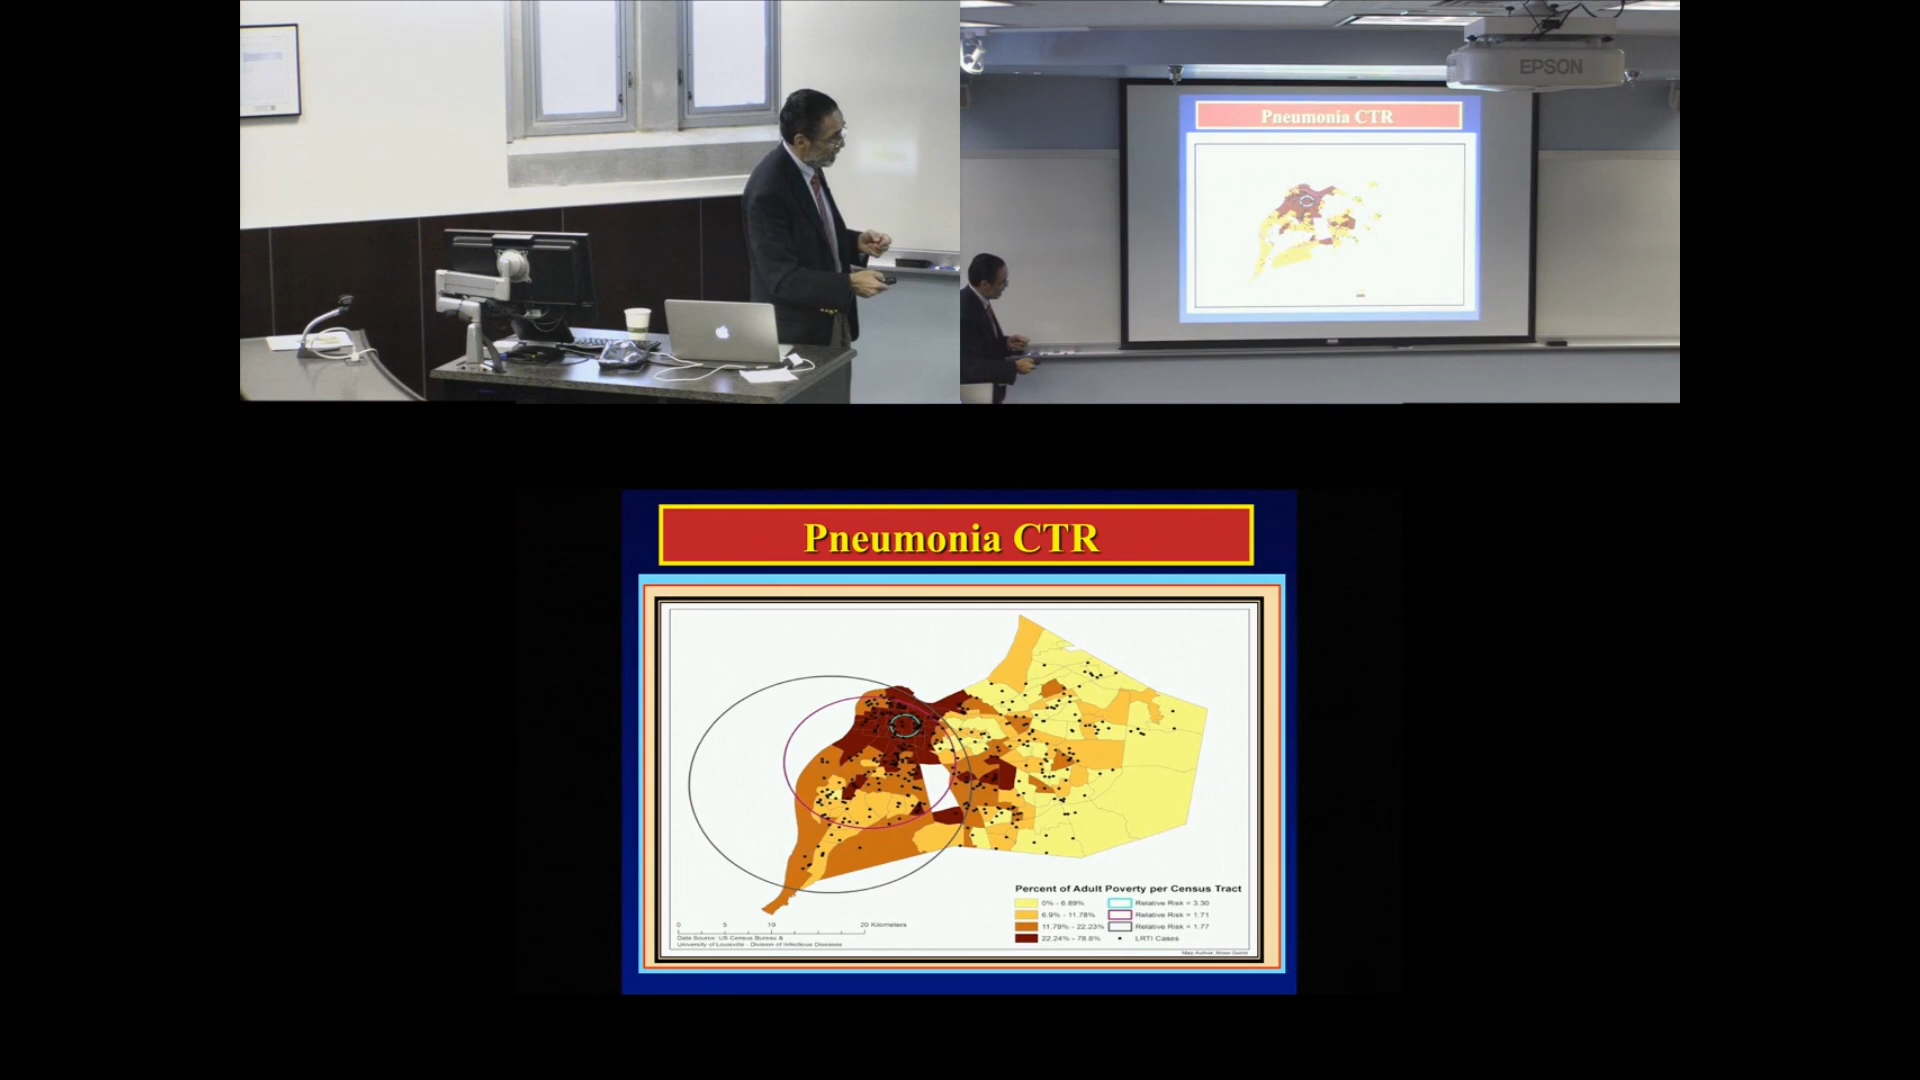 EPSON
Pneumonia CTR
Pneumonia CTR
Percent of Adult Poverty per Census Tract
0% - 6.89%
Relative Risk = 3.30
6.9% - 11.78%
Relative Risk = 1.71
11.79% - 22.23%
Relative Risk = 1.77
22.24% - 78.8%
LRTI Cases
0 5 10 20 Kilometers
Data Source: US Census Bureau &
University of Louisville - Division of Infectious Diseases
Map Author: